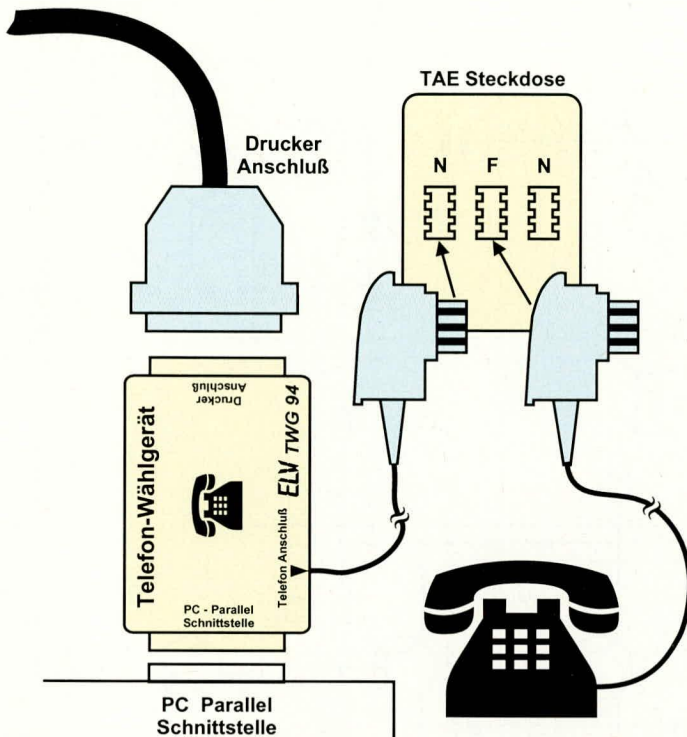 TAE Steckdose
Drucker
Anschluß
N F N
Drucker
Anschluß
Telefon-Wählgerät
ELV TWG 94
Telefon Anschluß
PC - Parallel
Schnittstelle
PC Parallel
Schnittstelle